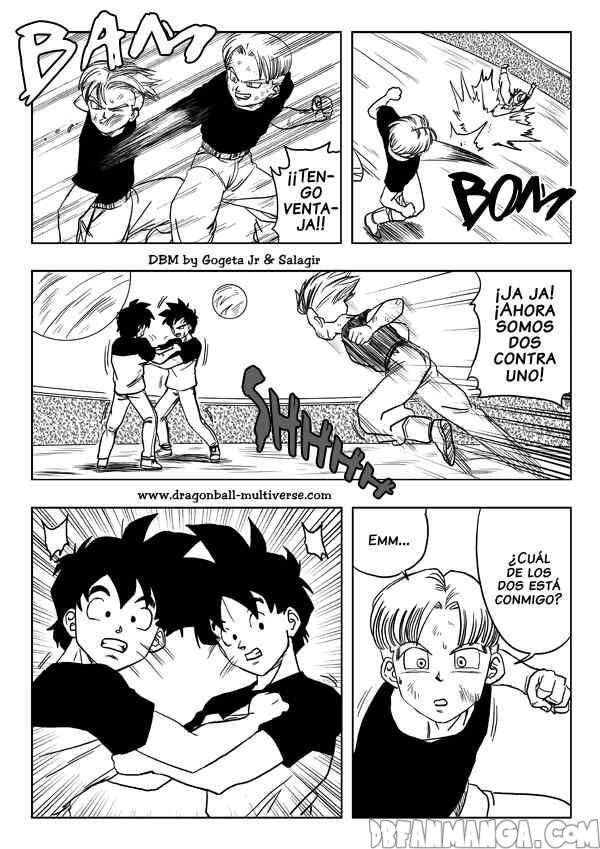 BAM
¡¡TEN-
GO
VENTA-
JA!!
BOM
DBM by Gogeta Jr & Salagir
¡JA JA!
¡AHORA
SOMOS
DOS
CONTRA
UNO!
SHHHHH
www.dragonball-multiverse.com
EMM...
¿CUÁL
DE LOS
DOS ESTÁ
CONMIGO?
DBFANMANGA.COM